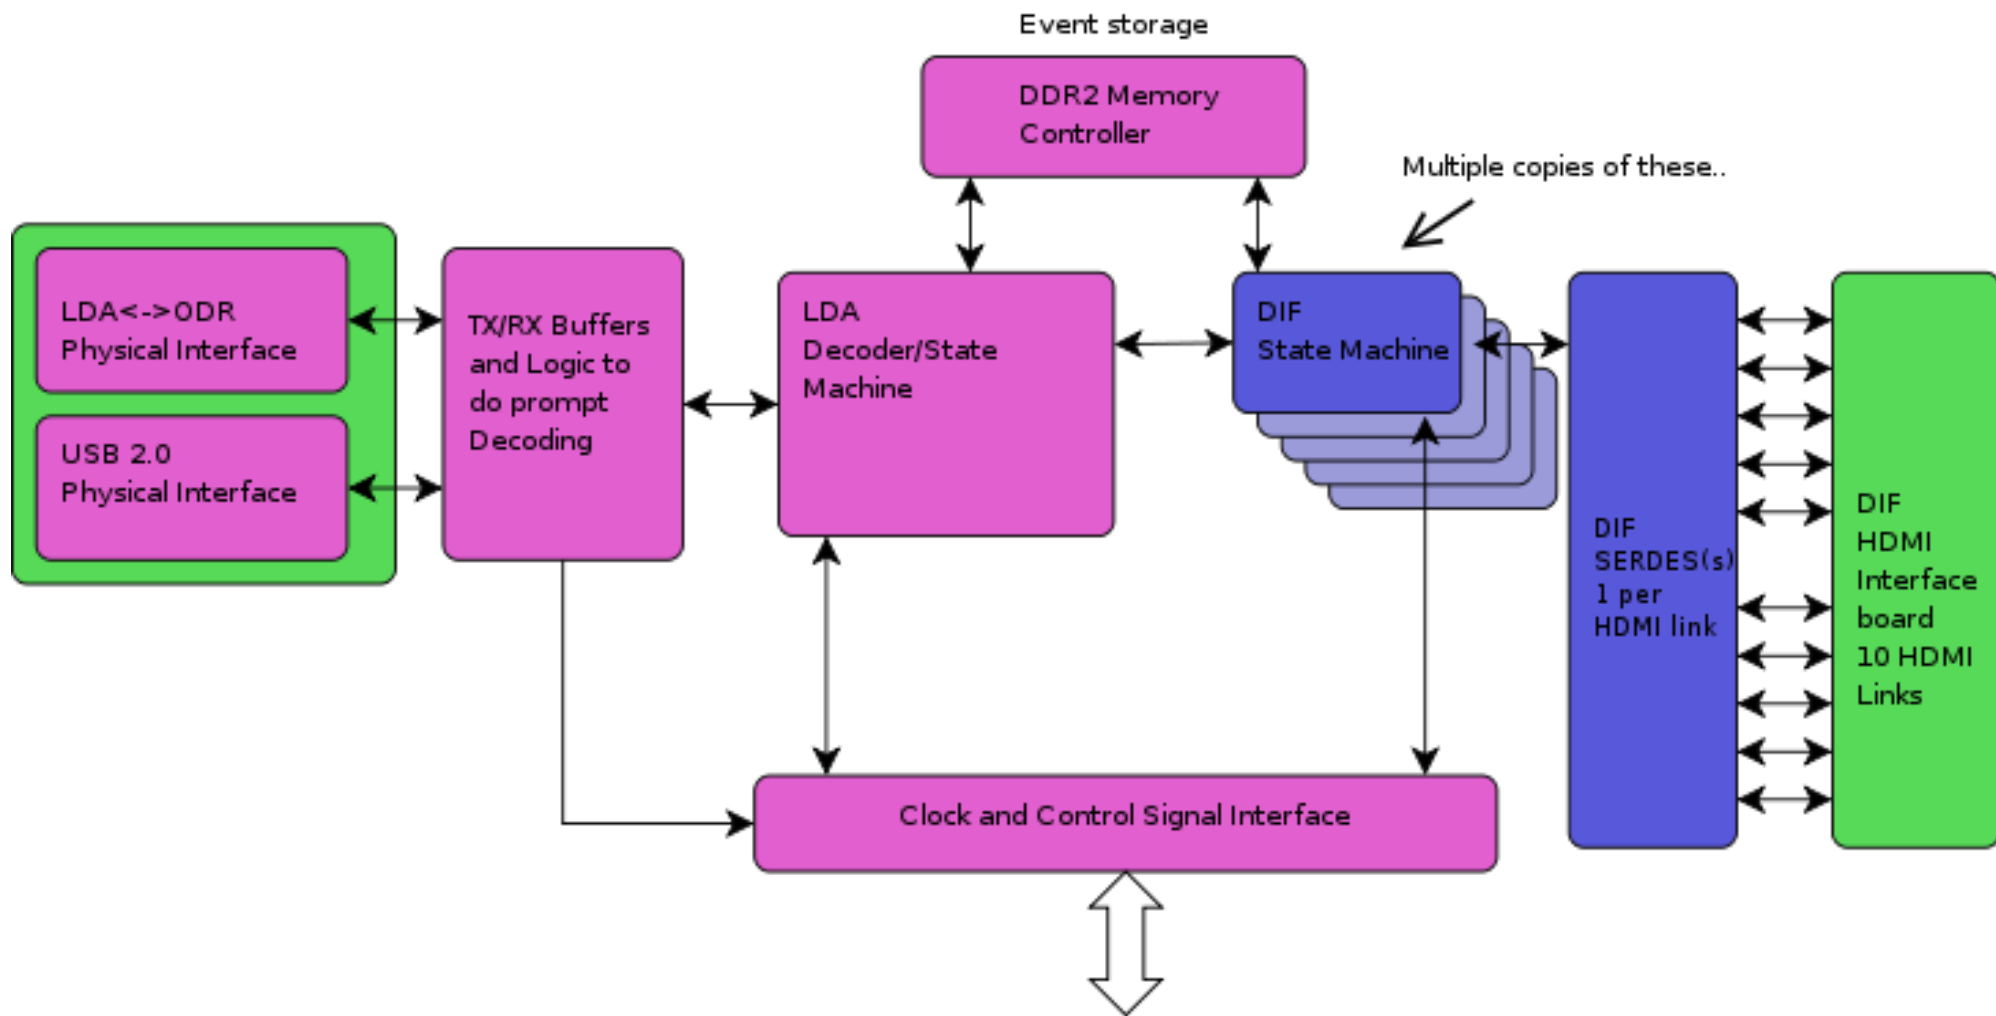 Event storage
DDR2 Memory
Controller
Multiple copies of these..
LDA<->ODR
Physical Interface
USB 2.0
Physical Interface
TX/RX Buffers
and Logic to
do prompt
Decoding
LDA
Decoder/State
Machine
DIF
State Machine
DIF
SERDES(s)
1 per
HDMI link
DIF
HDMI
Interface
board
10 HDMI
Links
Clock and Control Signal Interface